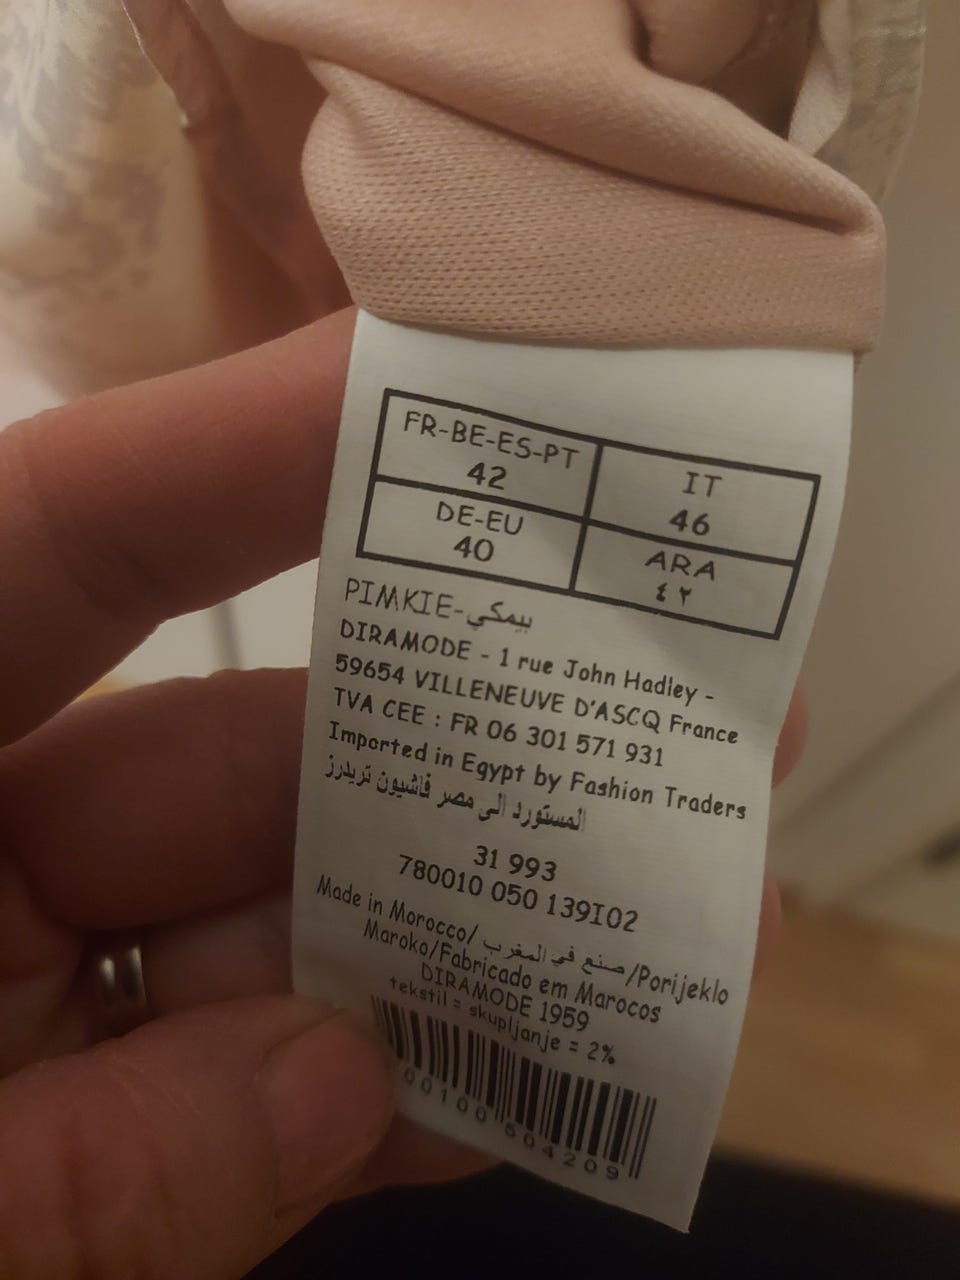 FR-BE-ES-PT
42
IT
46
DE-EU
40
ARA
٤٢
PIMKIE-بيمكي
DIRAMODE - 1 rue John Hadley -
59654 VILLENEUVE D'ASCQ France
TVA CEE : FR 06 301 571 931
Imported in Egypt by Fashion Traders
المستورد الى مصر فاشيون تريدرز
31 993
780010 050 139I02
Made in Morocco/ صنع في المغرب /Porijeklo
Maroko/Fabricado em Marocos
DIRAMODE 1959
tekstil = skupljanje = 2%
00100 504209